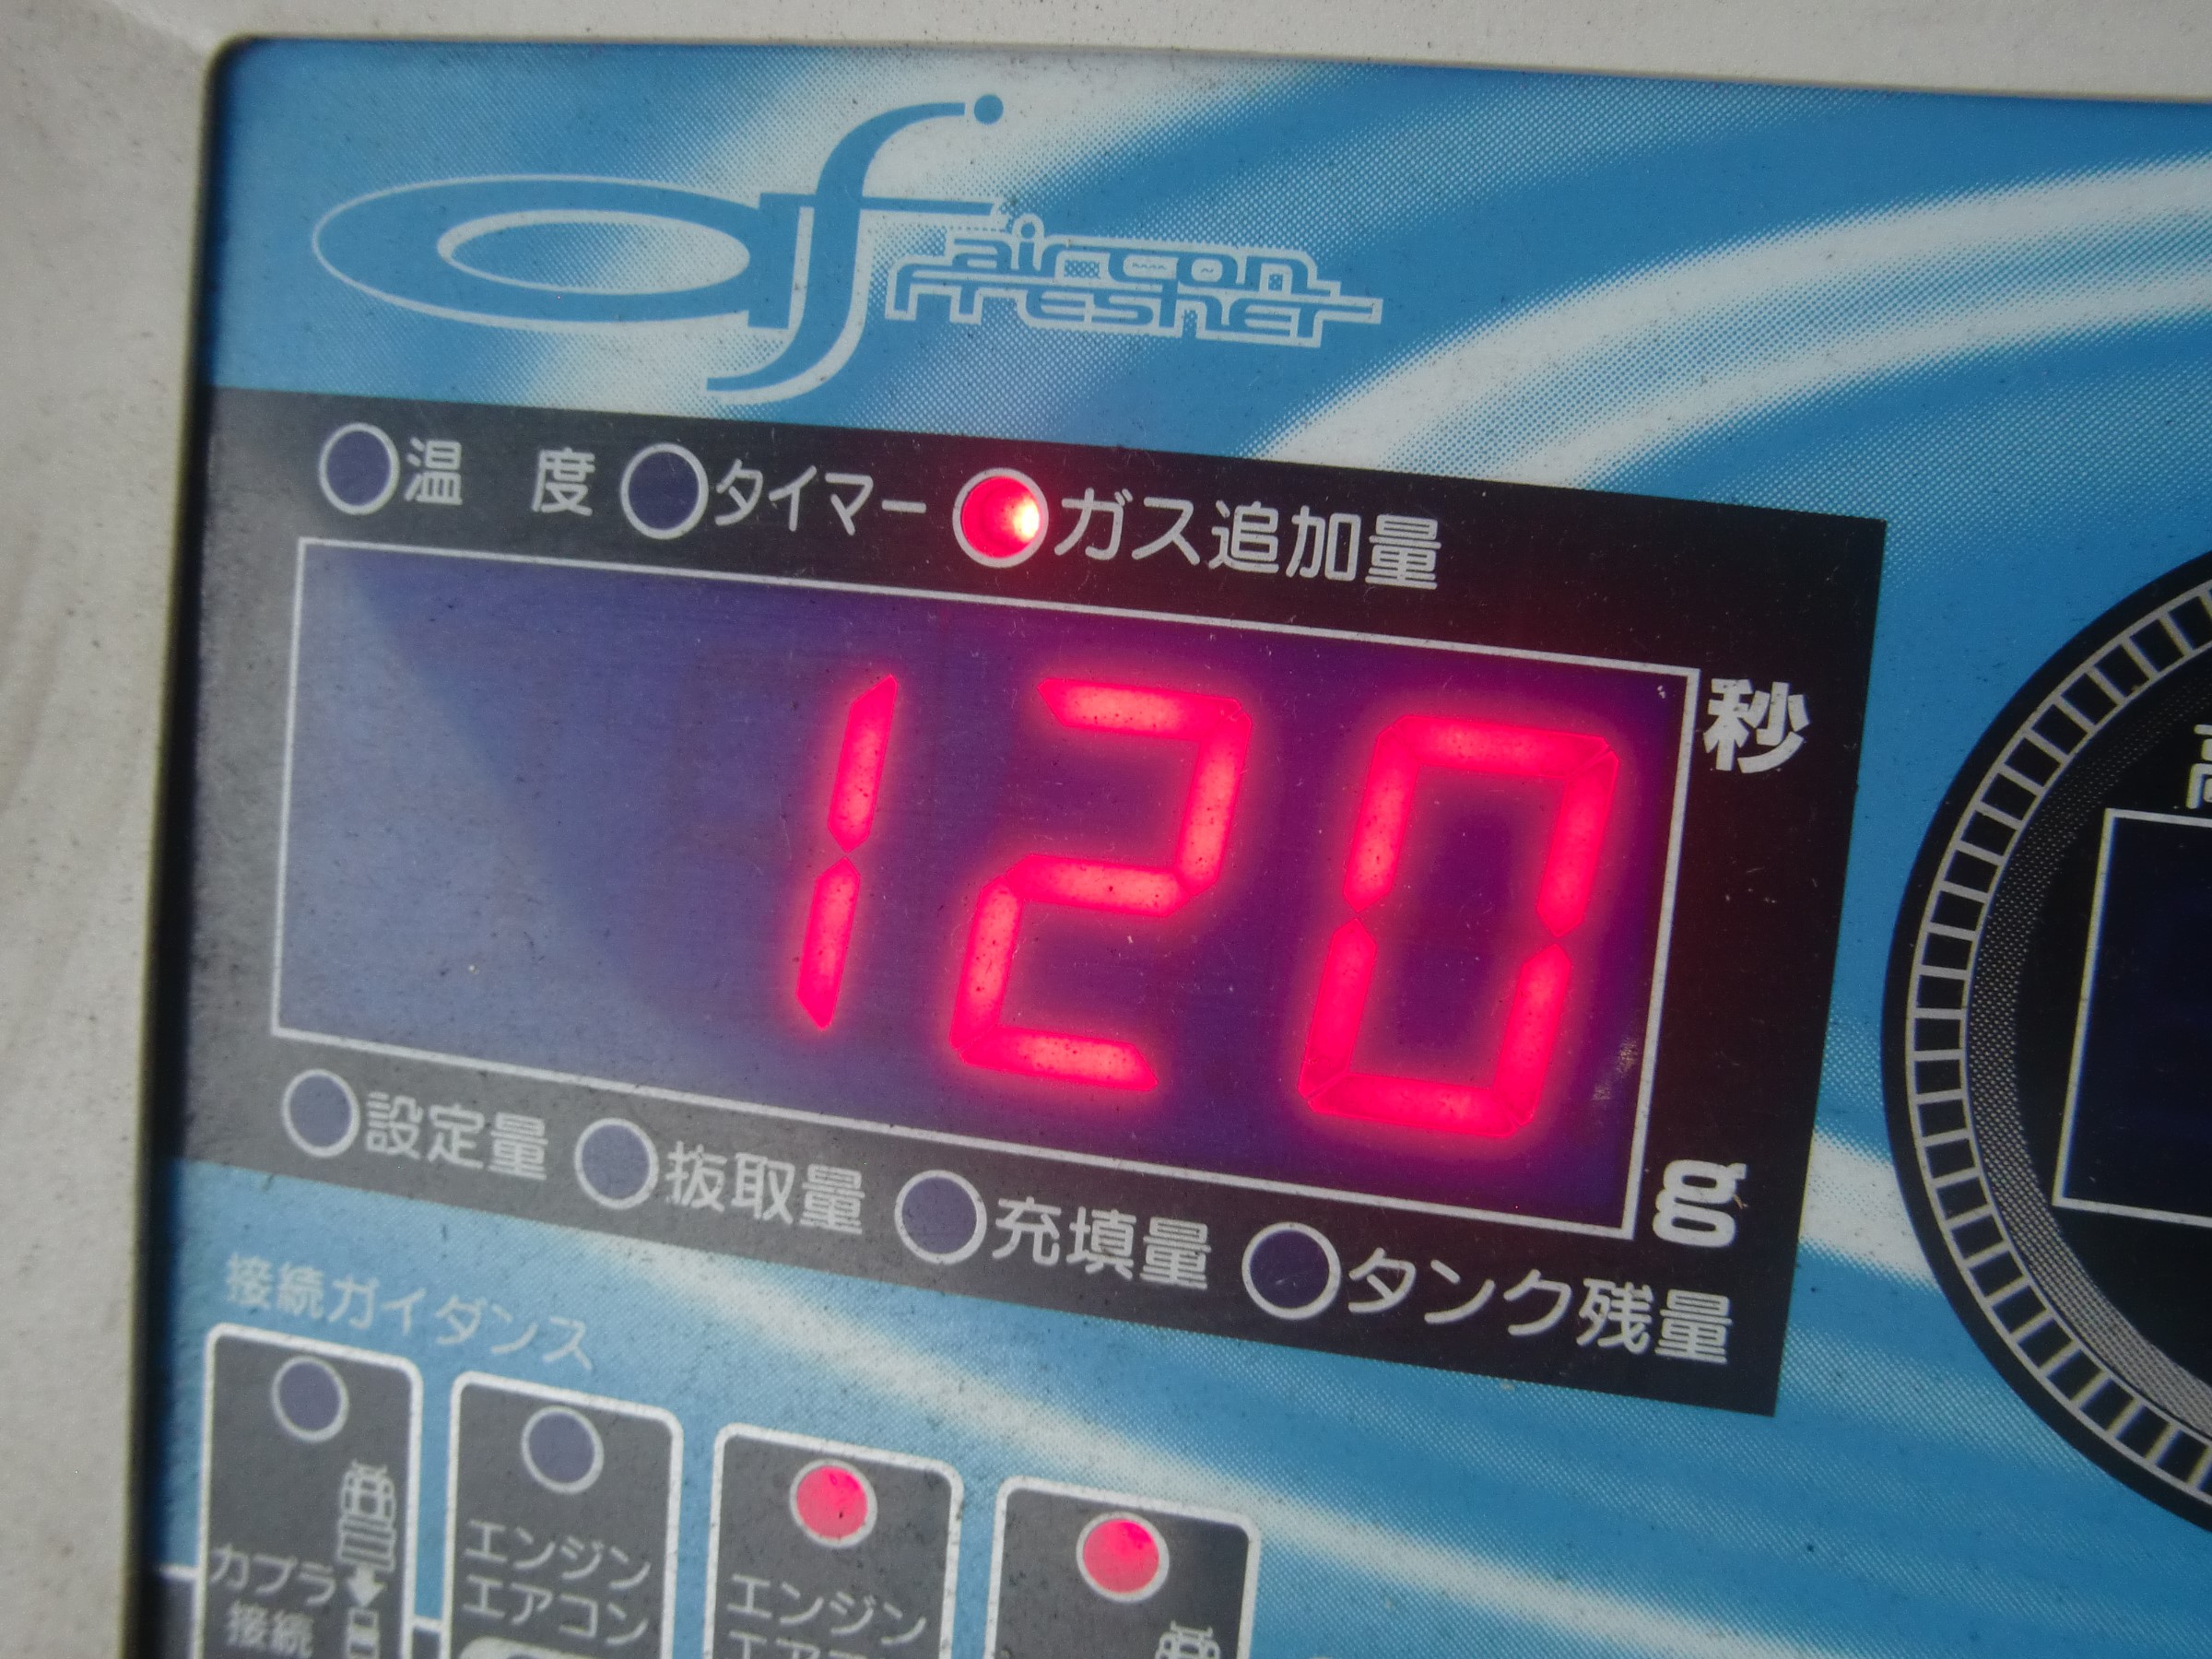 af
aircon
fresher
温 度 タイマー ガス追加量
120
秒
g
設定量 抜取量 充填量 タンク残量
接続ガイダンス
カプラ
接続
エンジン
エアコン
エンジン